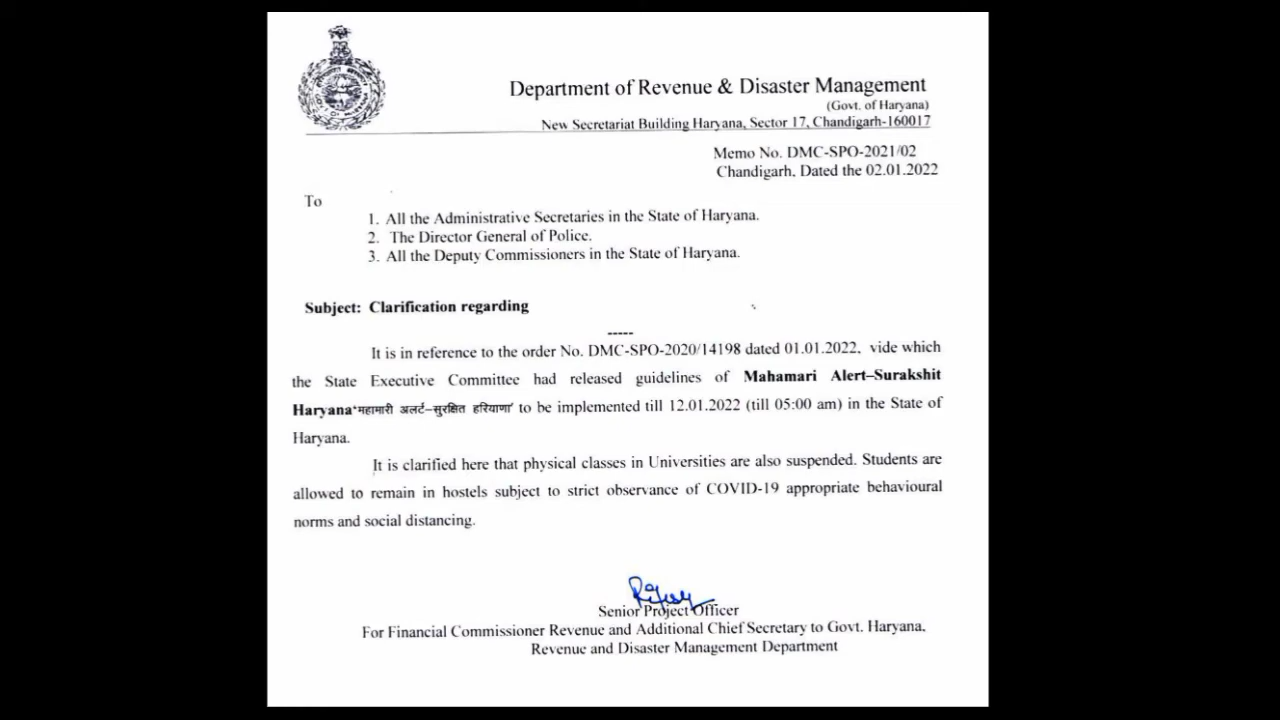 Department of Revenue & Disaster Management
(Govt. of Haryana)
New Secretariat Building Haryana, Sector 17, Chandigarh-160017
Memo No. DMC-SPO-2021/02
Chandigarh, Dated the 02.01.2022
To
1. All the Administrative Secretaries in the State of Haryana.
2. The Director General of Police.
3. All the Deputy Commissioners in the State of Haryana.
Subject: Clarification regarding
-----
It is in reference to the order No. DMC-SPO-2020/14198 dated 01.01.2022, vide which
the State Executive Committee had released guidelines of Mahamari Alert–Surakshit
Haryana‘महामारी अलर्ट–सुरक्षित हरियाणा’ to be implemented till 12.01.2022 (till 05:00 am) in the State of
Haryana.
It is clarified here that physical classes in Universities are also suspended. Students are
allowed to remain in hostels subject to strict observance of COVID-19 appropriate behavioural
norms and social distancing.
Senior Project Officer
For Financial Commissioner Revenue and Additional Chief Secretary to Govt. Haryana,
Revenue and Disaster Management Department